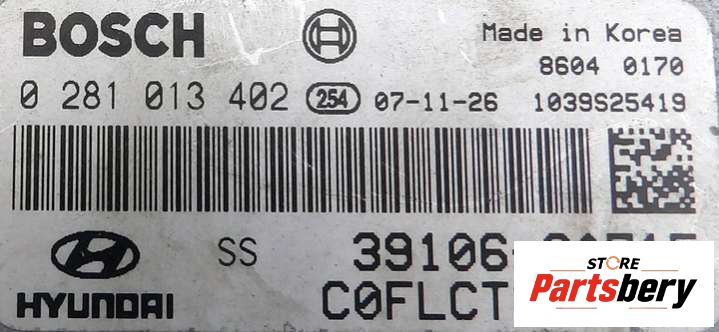 BOSCH
Made in Korea
8604 0170
0 281 013 402 254 07-11-26 1039S25419
SS 39106-
HYUNDAI C0FLCT
STORE
Partsbery